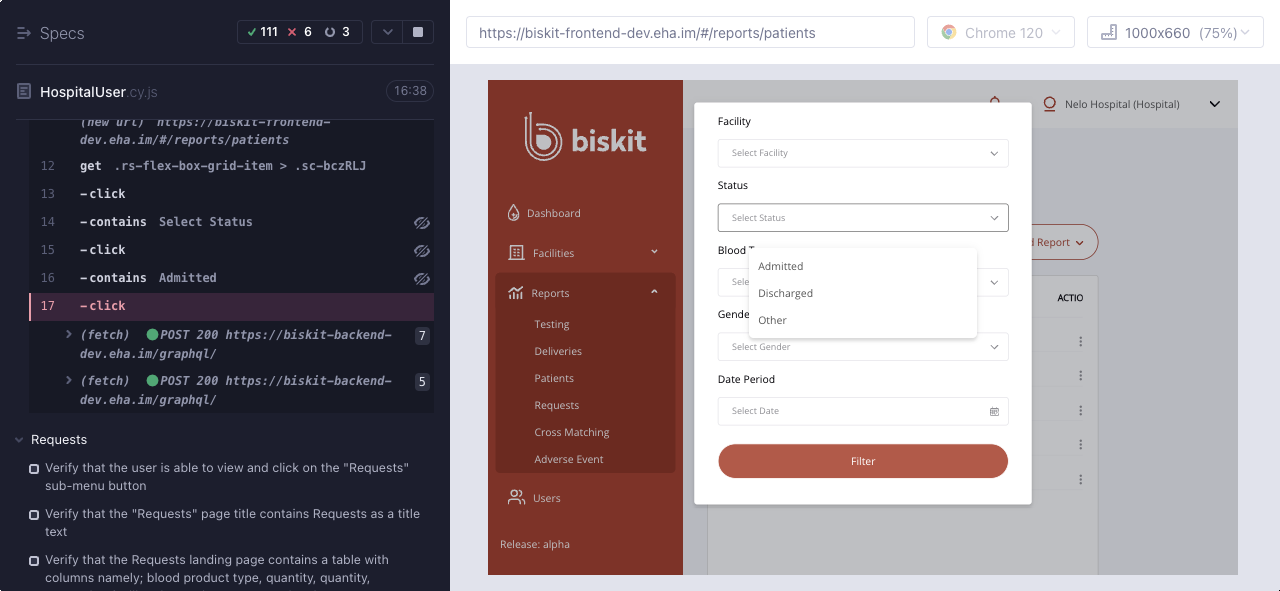 Specs
111 6 3
HospitalUser.cy.js
16:38
(new url) https://biskit-frontend-
dev.eha.im/#/reports/patients
12 get .rs-flex-box-grid-item > .sc-bczRLJ
13 -click
14 -contains Select Status
15 -click
16 -contains Admitted
17 -click
(fetch) POST 200 https://biskit-backend-
dev.eha.im/graphql/
7
(fetch) POST 200 https://biskit-backend-
dev.eha.im/graphql/
5
Requests
Verify that the user is able to view and click on the "Requests"
sub-menu button
Verify that the "Requests" page title contains Requests as a title
text
Verify that the Requests landing page contains a table with
columns namely; blood product type, quantity, quantity,
https://biskit-frontend-dev.eha.im/#/reports/patients
Chrome 120
1000x660 (75%)
biskit
Dashboard
Facilities
Reports
Testing
Deliveries
Patients
Requests
Cross Matching
Adverse Event
Users
Release: alpha
Nelo Hospital (Hospital)
d Report
ACTIO
Facility
Select Facility
Status
Select Status
Blood T
Sele
Admitted
Discharged
Other
Gende
Select Gender
Date Period
Select Date
Filter